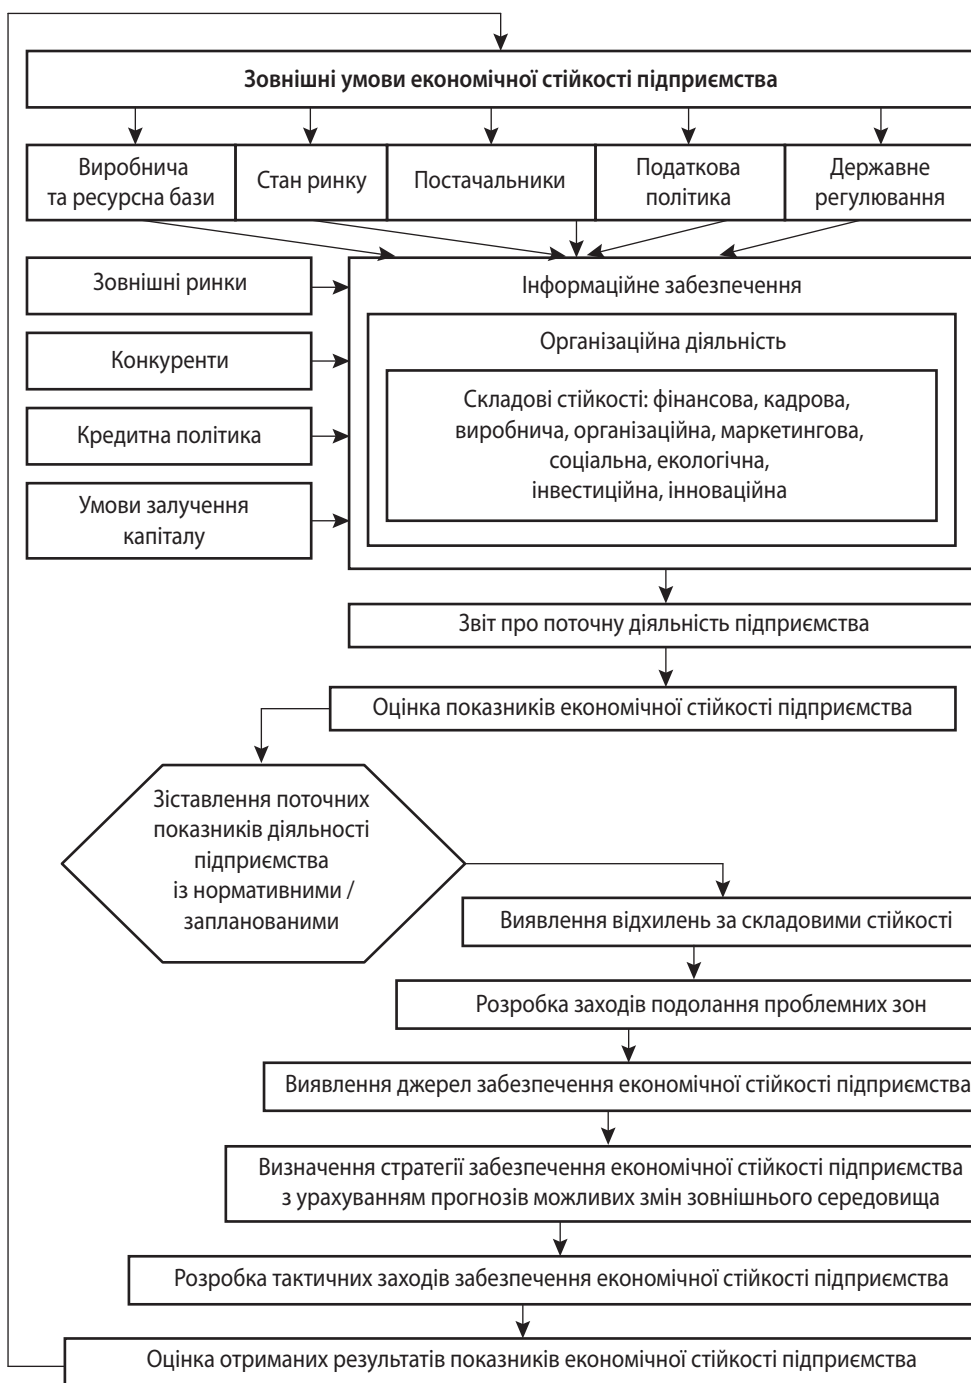 Зовнішні умови економічної стійкості підприємства
Виробнича
та ресурсна бази
Стан ринку
Постачальники
Податкова
політика
Державне
регулювання
Зовнішні ринки
Конкуренти
Кредитна політика
Умови залучення
капіталу
Інформаційне забезпечення
Організаційна діяльність
Складові стійкості: фінансова, кадрова,
виробнича, організаційна, маркетингова,
соціальна, екологічна,
інвестиційна, інноваційна
Звіт про поточну діяльність підприємства
Оцінка показників економічної стійкості підприємства
Зіставлення поточних
показників діяльності
підприємства
із нормативними /
запланованими
Виявлення відхилень за складовими стійкості
Розробка заходів подолання проблемних зон
Виявлення джерел забезпечення економічної стійкості підприємства
Визначення стратегії забезпечення економічної стійкості підприємства
з урахуванням прогнозів можливих змін зовнішнього середовища
Розробка тактичних заходів забезпечення економічної стійкості підприємства
Оцінка отриманих результатів показників економічної стійкості підприємства